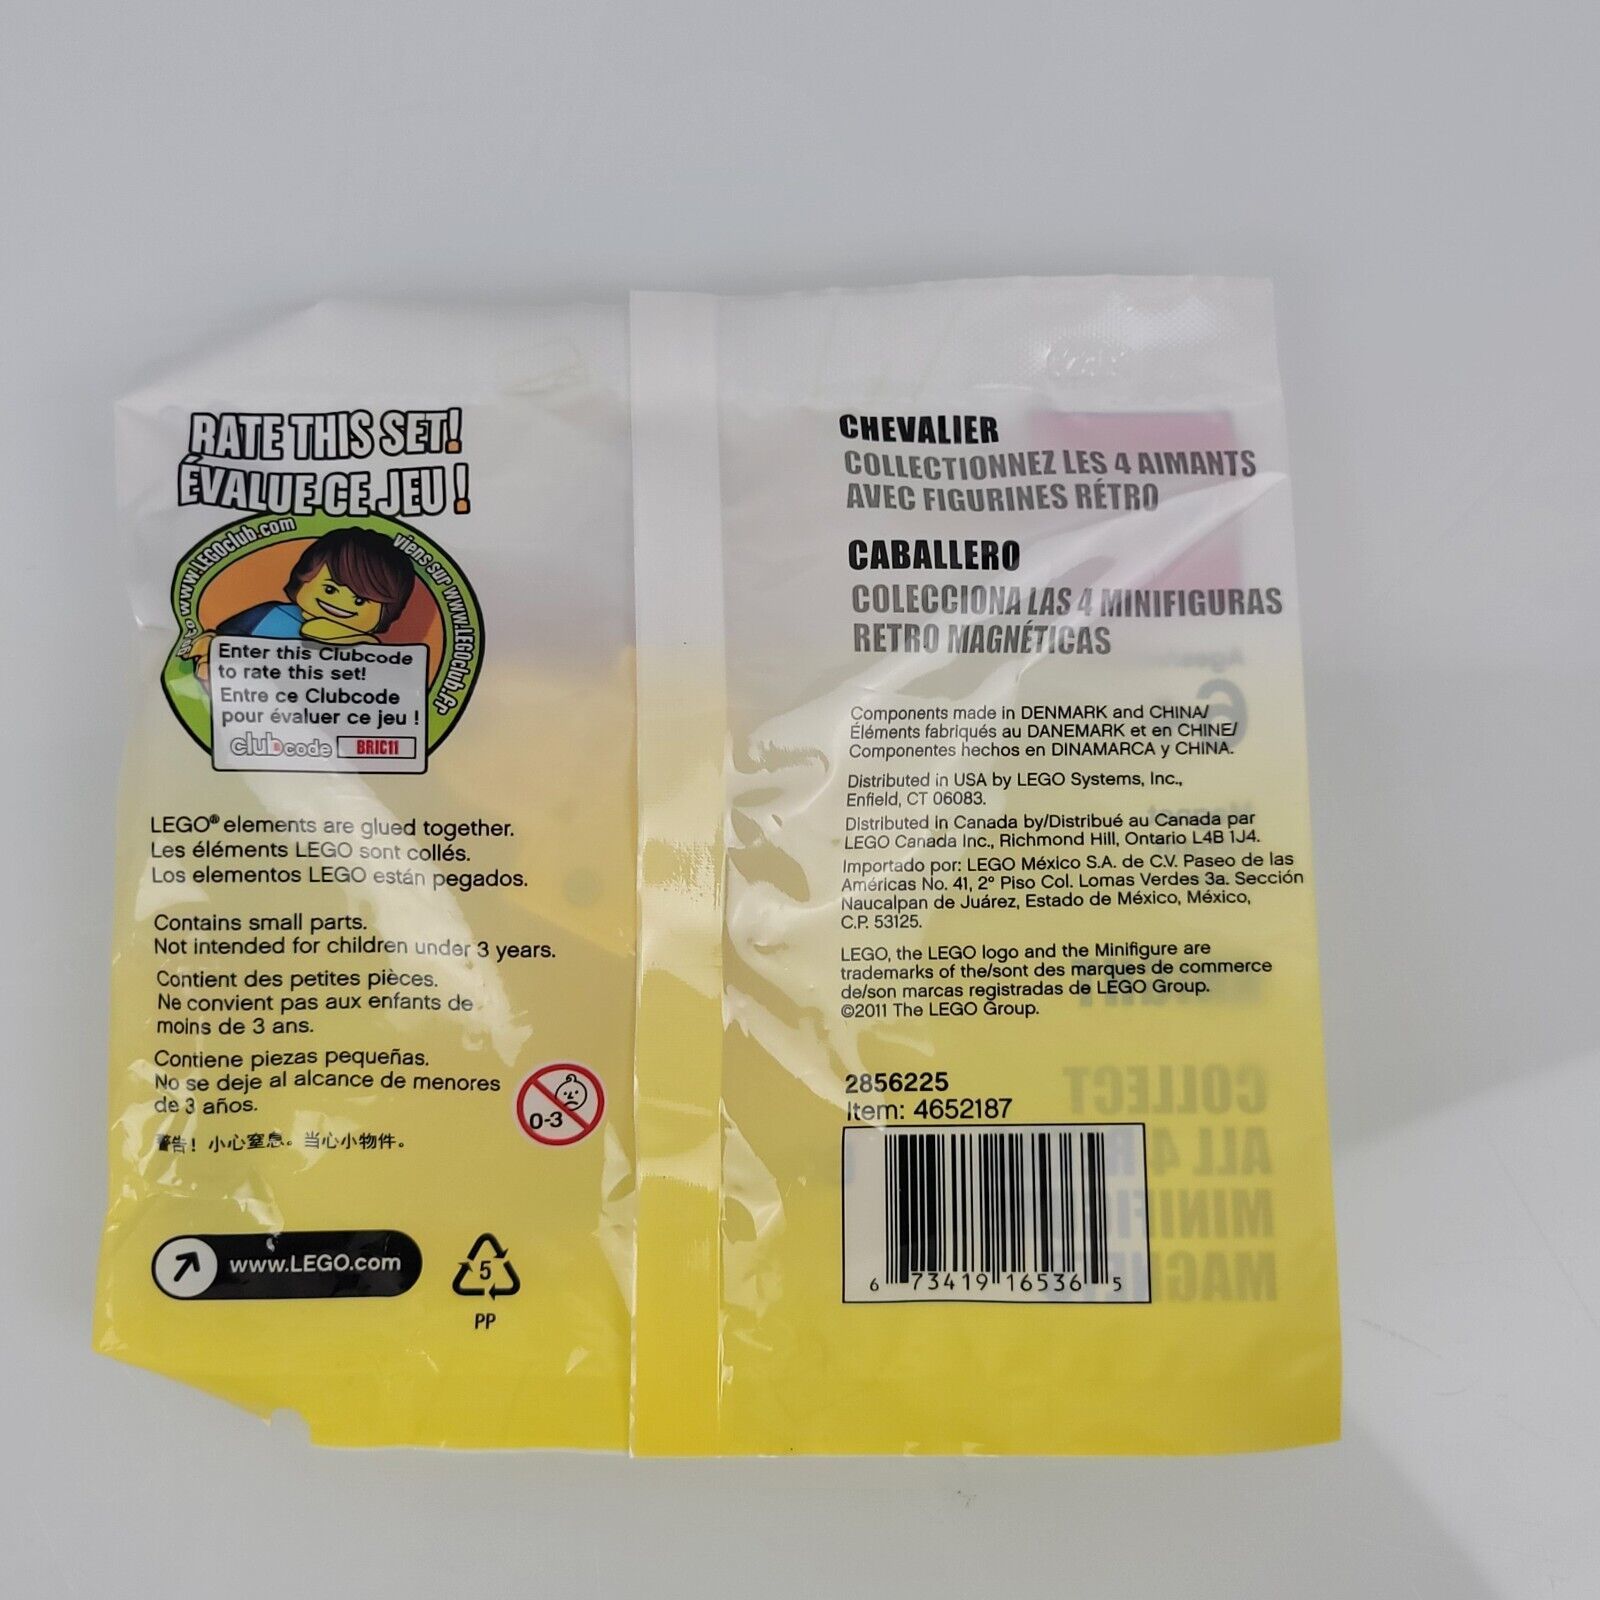 RATE THIS SET!
ÉVALUE CE JEU !
www.LEGOclub.com
viens sur www.LEGOclub.fr
Enter this Clubcode
to rate this set!
Entre ce Clubcode
pour évaluer ce jeu !
clubcode BRIC11
LEGO® elements are glued together.
Les éléments LEGO sont collés.
Los elementos LEGO están pegados.
Contains small parts.
Not intended for children under 3 years.
Contient des petites pièces.
Ne convient pas aux enfants de
moins de 3 ans.
Contiene piezas pequeñas.
No se deje al alcance de menores
de 3 años.
警告！小心窒息。当心小物件。
0-3
www.LEGO.com
5
PP
CHEVALIER
COLLECTIONNEZ LES 4 AIMANTS
AVEC FIGURINES RÉTRO
CABALLERO
COLECCIONA LAS 4 MINIFIGURAS
RETRO MAGNÉTICAS
Components made in DENMARK and CHINA/
Éléments fabriqués au DANEMARK et en CHINE/
Componentes hechos en DINAMARCA y CHINA.
Distributed in USA by LEGO Systems, Inc.,
Enfield, CT 06083.
Distributed in Canada by/Distribué au Canada par
LEGO Canada Inc., Richmond Hill, Ontario L4B 1J4.
Importado por: LEGO México S.A. de C.V. Paseo de las
Américas No. 41, 2° Piso Col. Lomas Verdes 3a. Sección
Naucalpan de Juárez, Estado de México, México,
C.P. 53125.
LEGO, the LEGO logo and the Minifigure are
trademarks of the/sont des marques de commerce
de/son marcas registradas de LEGO Group.
©2011 The LEGO Group.
2856225
Item: 4652187
6 73419 16536 5
COLLECT
ALL 4